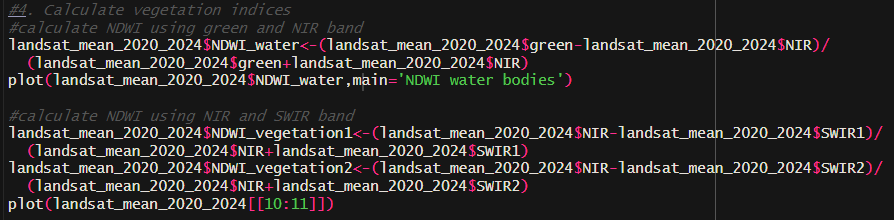 #4. Calculate vegetation indices
#calculate NDWI using green and NIR band
landsat_mean_2020_2024$NDWI_water<-(landsat_mean_2020_2024$green-landsat_mean_2020_2024$NIR)/
(landsat_mean_2020_2024$green+landsat_mean_2020_2024$NIR)
plot(landsat_mean_2020_2024$NDWI_water,main='NDWI water bodies')
#calculate NDWI using NIR and SWIR band
landsat_mean_2020_2024$NDWI_vegetation1<-(landsat_mean_2020_2024$NIR-landsat_mean_2020_2024$SWIR1)/
(landsat_mean_2020_2024$NIR+landsat_mean_2020_2024$SWIR1)
landsat_mean_2020_2024$NDWI_vegetation2<-(landsat_mean_2020_2024$NIR-landsat_mean_2020_2024$SWIR2)/
(landsat_mean_2020_2024$NIR+landsat_mean_2020_2024$SWIR2)
plot(landsat_mean_2020_2024[[10:11]])